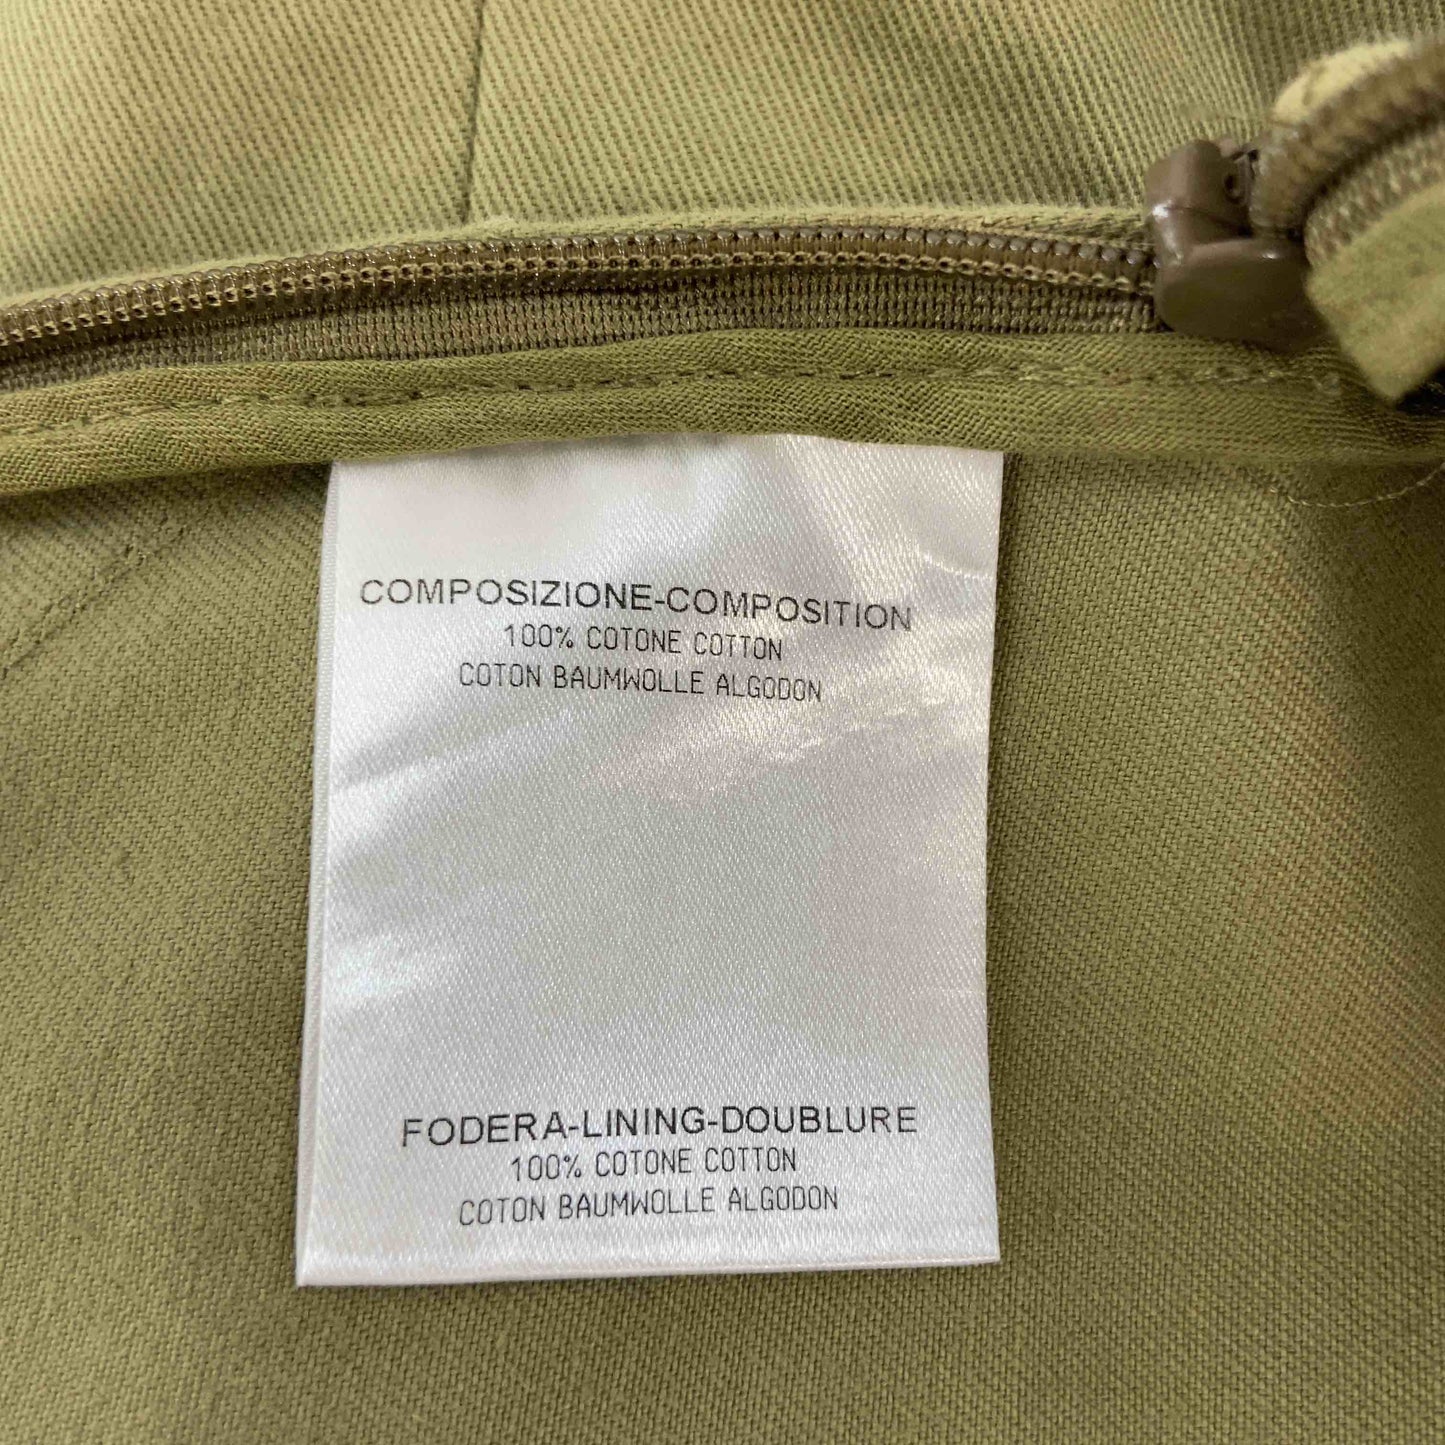 COMPOSIZIONE-COMPOSITION
100% COTONE COTTON
COTON BAUMWOLLE ALGODON
FODERA-LINING-DOUBLURE
100% COTONE COTTON
COTON BAUMWOLLE ALGODON